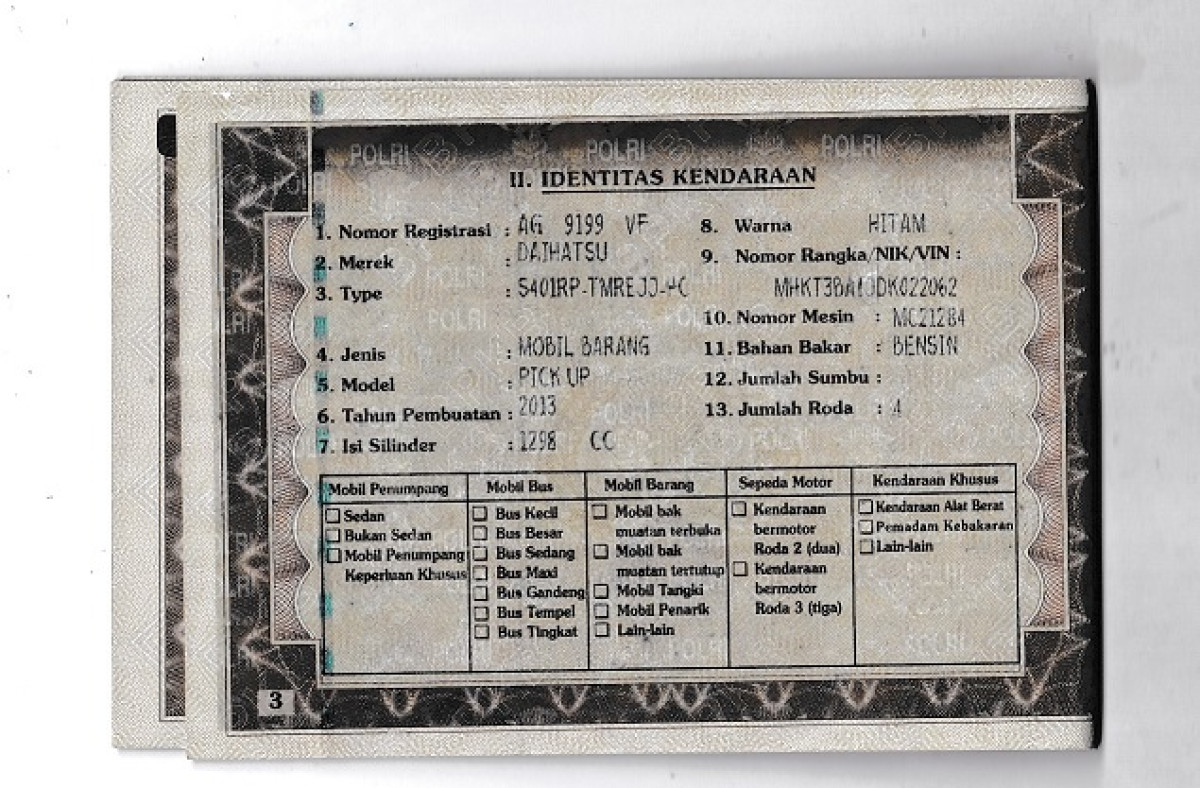 II. IDENTITAS KENDARAAN
1. Nomor Registrasi : AG 9199 VF
2. Merek : DAIHATSU
3. Type : S401RP-TMREJJ-HC
4. Jenis : MOBIL BARANG
5. Model : PICK UP
6. Tahun Pembuatan : 2013
7. Isi Silinder : 1298 CC
8. Warna HITAM
9. Nomor Rangka/NIK/VIN :
10. Nomor Mesin : MC21284
11. Bahan Bakar : BENSIN
12. Jumlah Sumbu :
13. Jumlah Roda : 4
Mobil Penumpang
Sedan
Bukan Sedan
Mobil Penumpang
Keperluan Khusus
Mobil Bus
Bus Kecil
Bus Besar
Bus Sedang
Bus Maxi
Bus Gandeng
Bus Tempel
Bus Tingkat
Mobil Barang
Mobil bak
muatan terbuka
Mobil bak
muatan tertutup
Mobil Tangki
Mobil Penarik
Lain-lain
Sepeda Motor
Kendaraan
bermotor
Roda 2 (dua)
Kendaraan
bermotor
Roda 3 (tiga)
Kendaraan Khusus
Kendaraan Alat Berat
Pemadam Kebakaran
Lain-lain
3